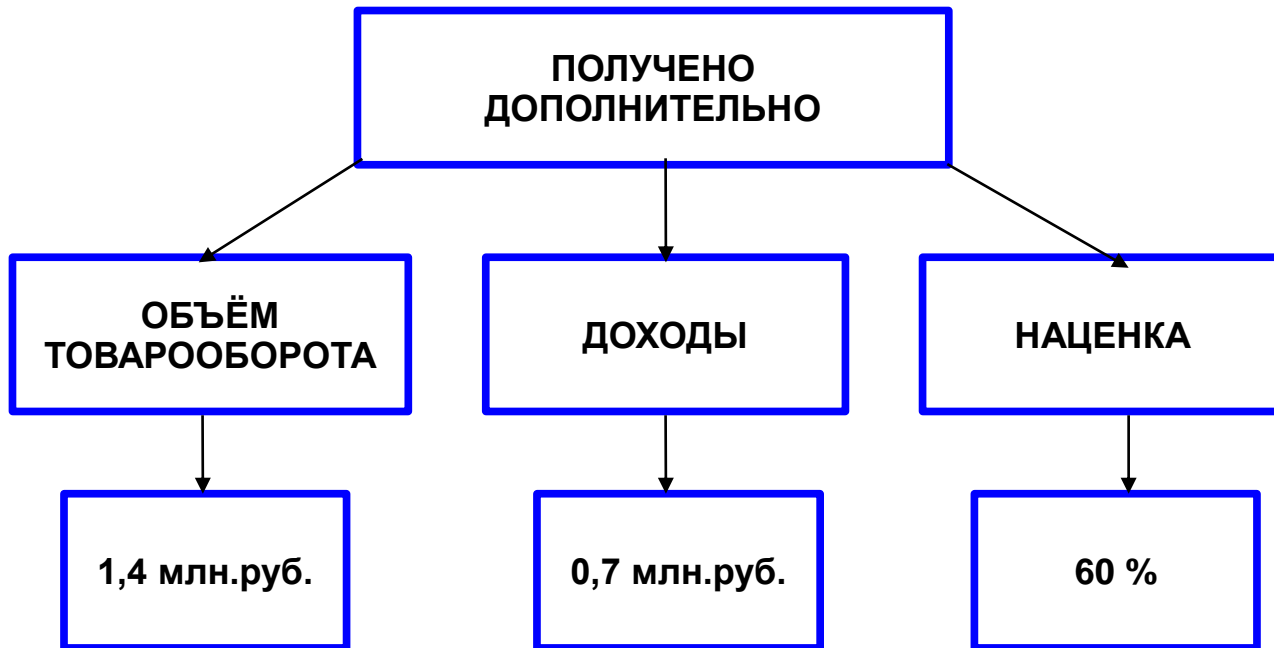 ПОЛУЧЕНО
ДОПОЛНИТЕЛЬНО
ОБЪЁМ
ТОВАРООБОРОТА
ДОХОДЫ
НАЦЕНКА
1,4 млн.руб.
0,7 млн.руб.
60 %